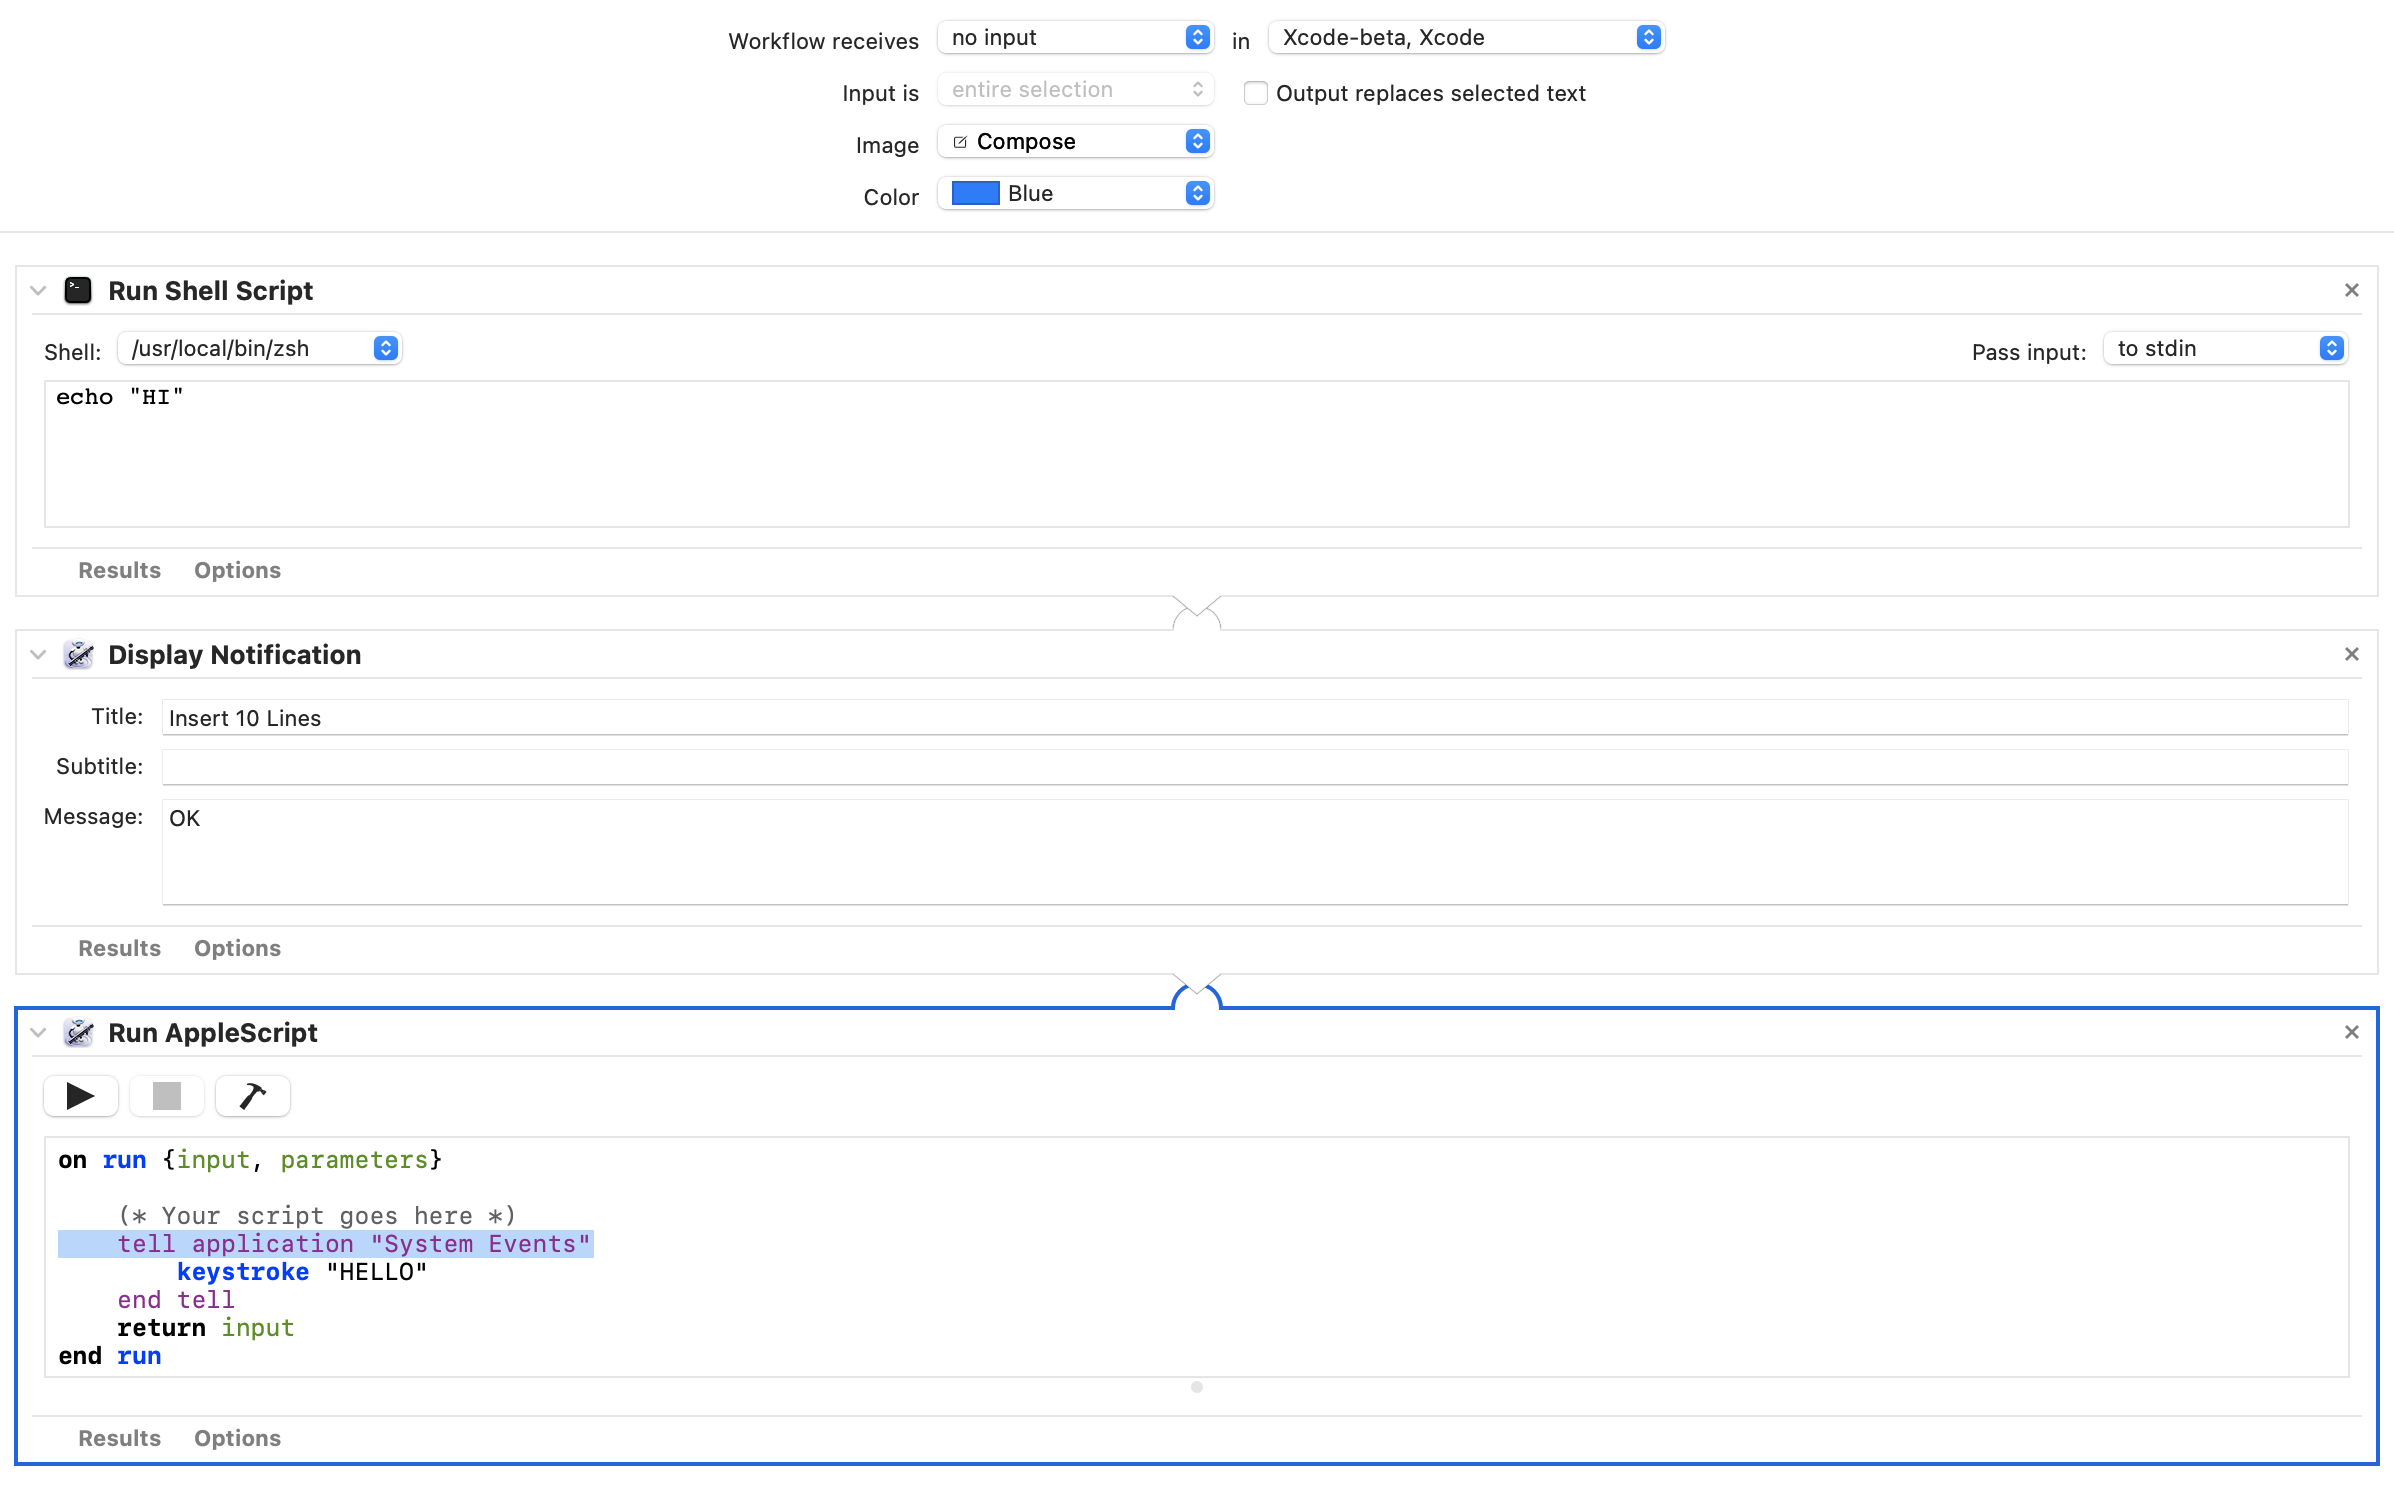 Workflow receives no input in Xcode-beta, Xcode
Input is entire selection Output replaces selected text
Image Compose
Color Blue
Run Shell Script
Shell: /usr/local/bin/zsh Pass input: to stdin
echo "HI"
Results Options
Display Notification
Title: Insert 10 Lines
Subtitle:
Message: OK
Results Options
Run AppleScript
on run {input, parameters}
(* Your script goes here *)
tell application "System Events"
keystroke "HELLO"
end tell
return input
end run
Results Options